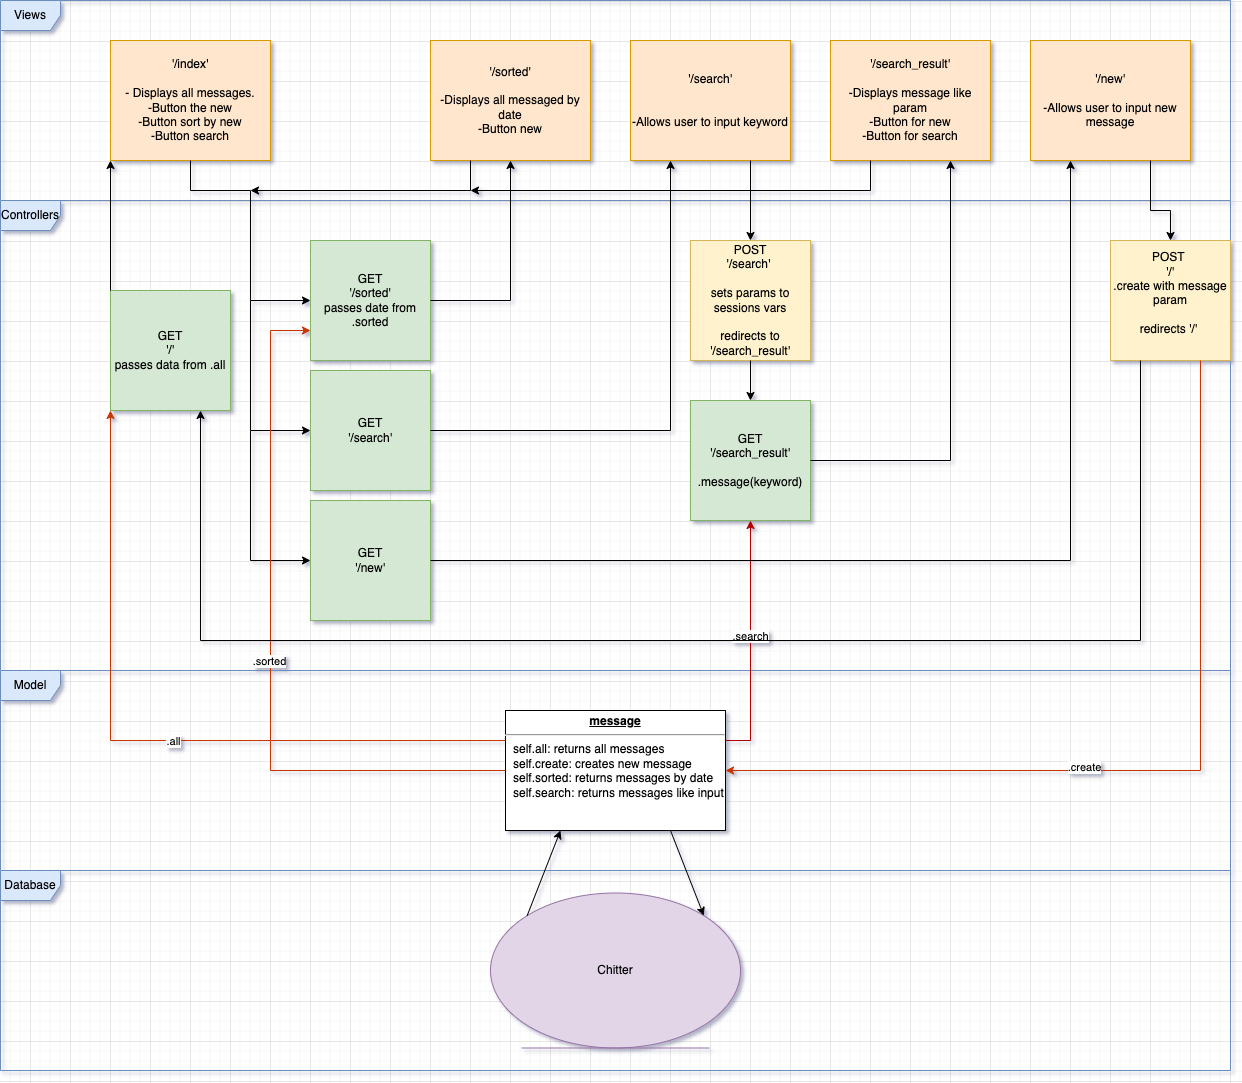 Views
'/index'
- Displays all messages.
-Button the new
-Button sort by new
-Button search
'/sorted'
-Displays all messaged by
date
-Button new
'/search'
-Allows user to input keyword
'/search_result'
-Displays message like
param
-Button for new
-Button for search
'/new'
-Allows user to input new
message
Controllers
GET
'/'
passes data from .all
GET
'/sorted'
passes date from
.sorted
GET
'/search'
GET
'/new'
POST
'/search'
sets params to
sessions vars
redirects to
'/search_result'
GET
'/search_result'
.message(keyword)
POST
'/'
.create with message
param
redirects '/'
.search
.sorted
Model
message
self.all: returns all messages
self.create: creates new message
self.sorted: returns messages by date
self.search: returns messages like input
.all
.create
Database
Chitter